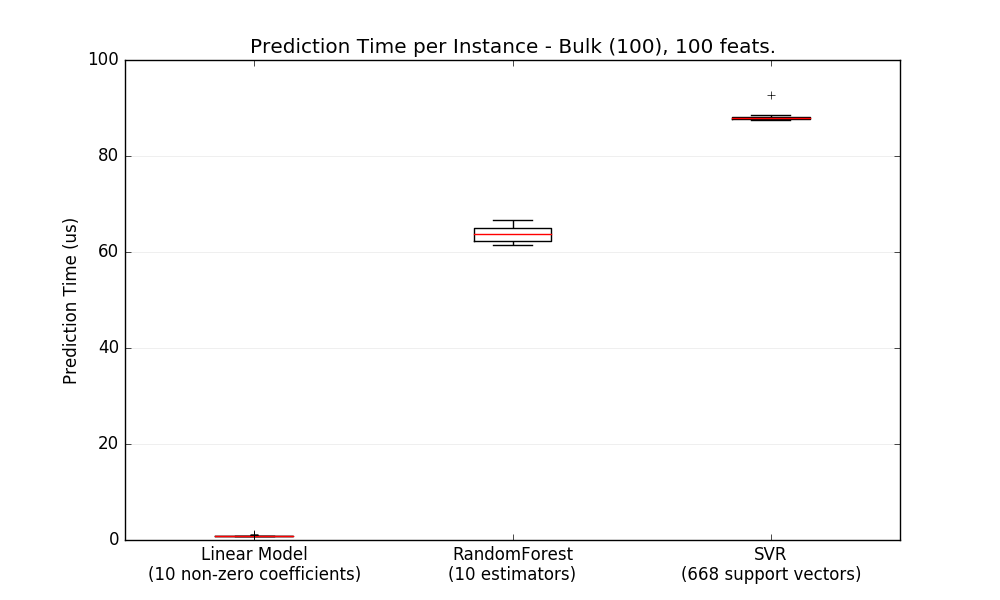 Prediction Time per Instance - Bulk (100), 100 feats.
100
80
60
40
20
0
Prediction Time (us)
Linear Model
(10 non-zero coefficients)
RandomForest
(10 estimators)
SVR
(668 support vectors)